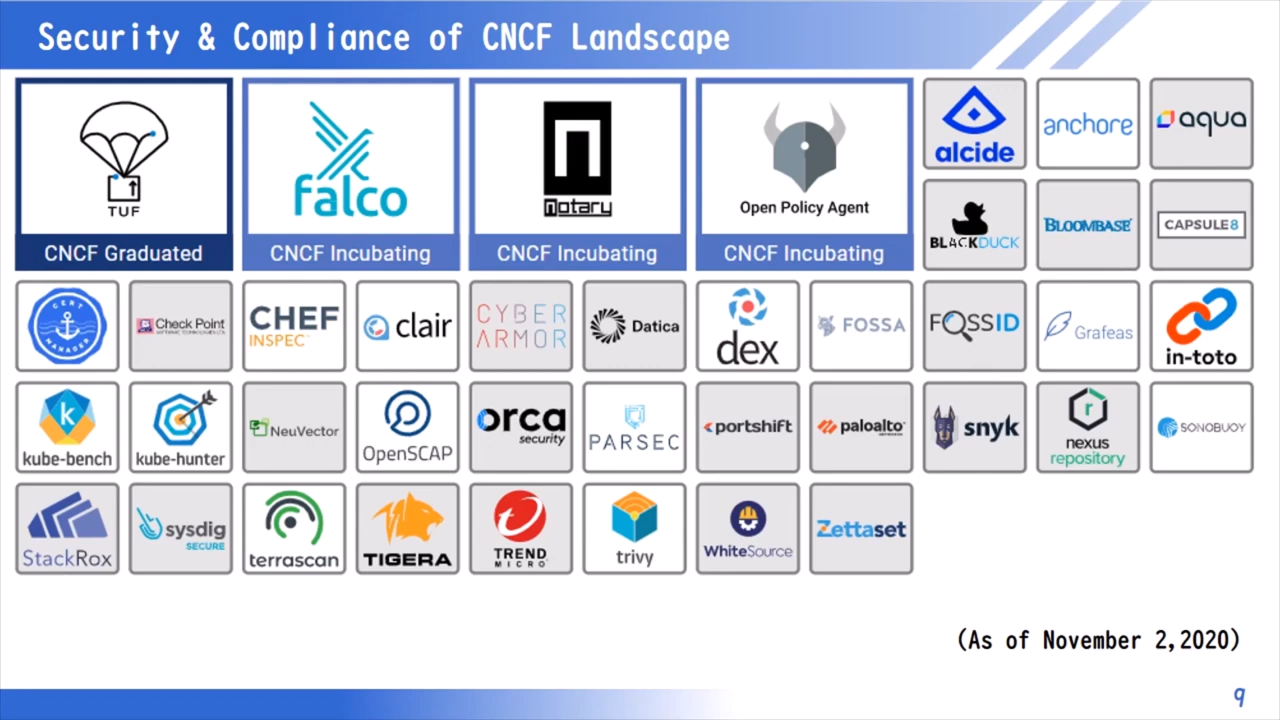 Security & Compliance of CNCF Landscape
TUF
CNCF Graduated
falco
CNCF Incubating
notary
CNCF Incubating
Open Policy Agent
CNCF Incubating
alcide
anchore
aqua
BLACKDUCK
BLOOMBASE
CAPSULE8
CERT
MANAGER
Check Point
CHEF
INSPEC
clair
CYBER
ARMOR
Datica
dex
FOSSA
FOSSID
Grafeas
in-toto
k
kube-bench
kube-hunter
NeuVector
OpenSCAP
orca
security
PARSEC
portshift
paloalto
snyk
r
nexus
repository
SONOBUOY
StackRox
sysdig
SECURE
terrascan
TIGERA
TREND
MICRO
trivy
WhiteSource
Zettaset
(As of November 2,2020)
9